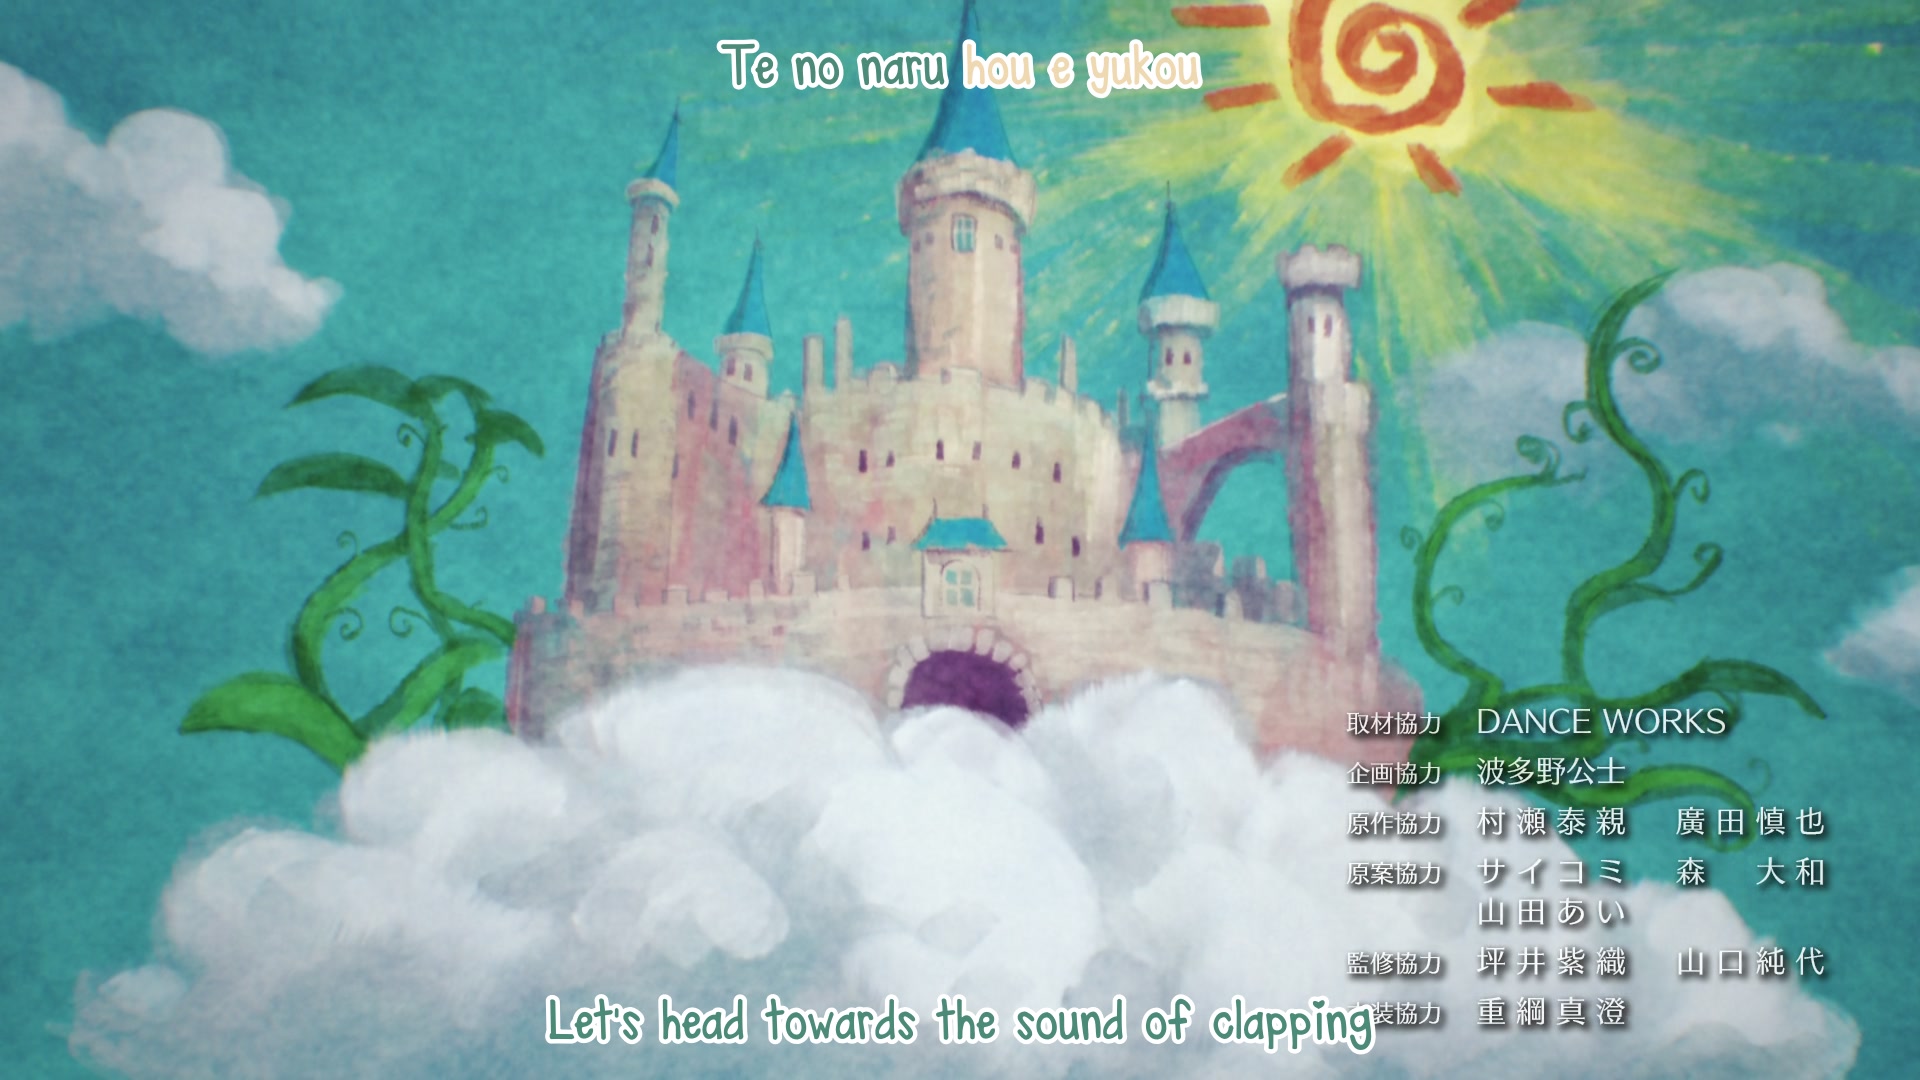 Te no naru hou e yukou
取材協力 DANCE WORKS
企画協力 波多野公士
原作協力 村瀬泰親 廣田慎也
原案協力 サイコミ 森 大和
山田あい
監修協力 坪井紫織 山口純代
装協力 重綱真澄
Let's head towards the sound of clapping